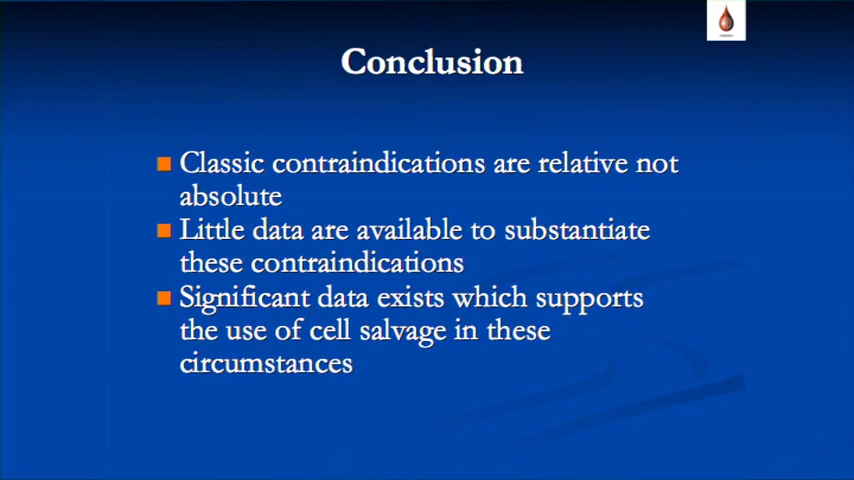 Conclusion
Classic contraindications are relative not
absolute
Little data are available to substantiate
these contraindications
Significant data exists which supports
the use of cell salvage in these
circumstances